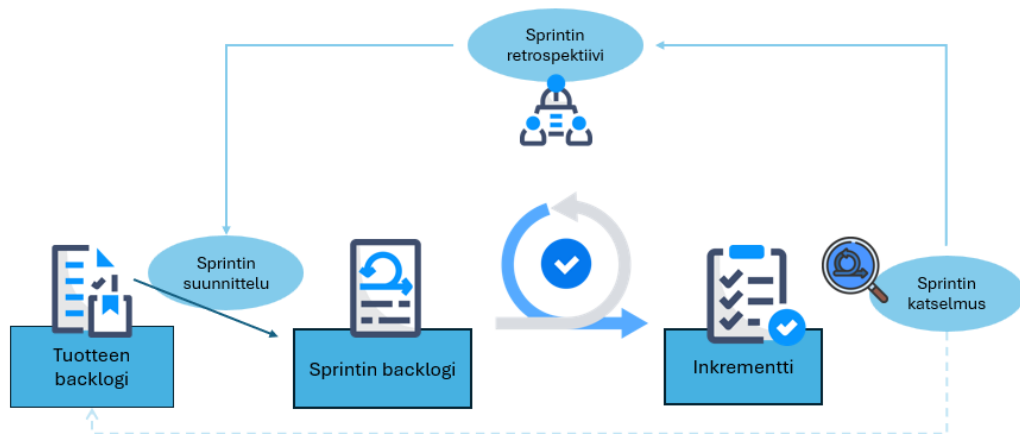 Sprintin
retrospektiivi
Sprintin
suunnittelu
Sprintin
katselmus
Tuotteen
backlogi
Sprintin backlogi
Inkrementti